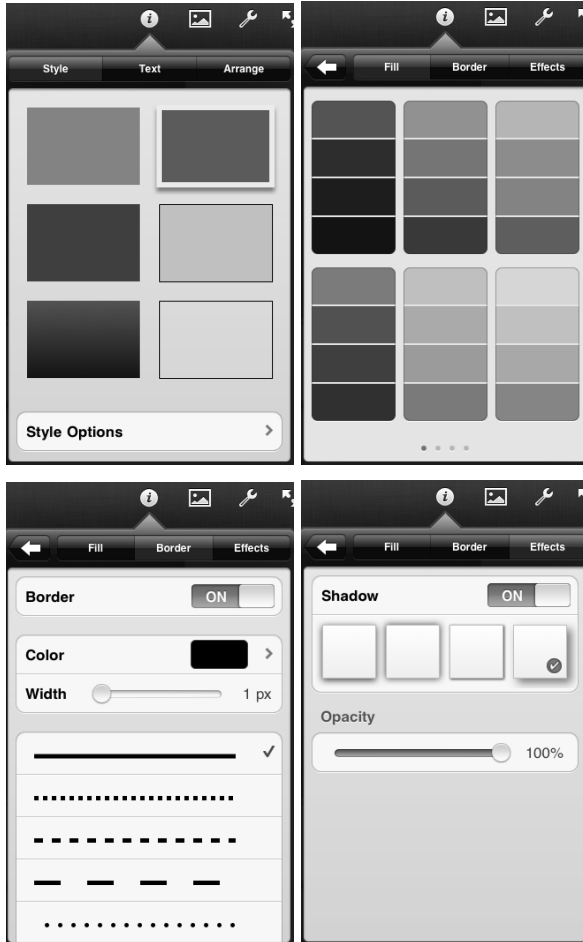 Style Text Arrange
Style Options
Fill Border Effects
Fill Border Effects
Border ON
Color
Width 1 px
Fill Border Effects
Shadow ON
Opacity
100%